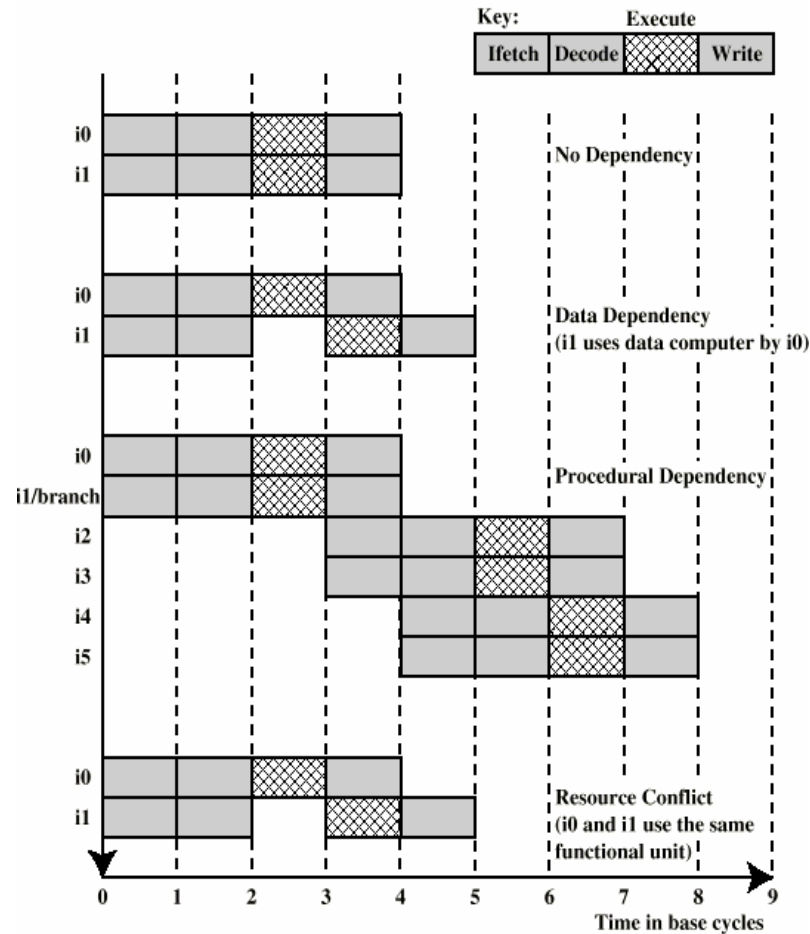 Key: Execute
Ifetch Decode Write
i0
i1
No Dependency
i0
i1
Data Dependency
(i1 uses data computer by i0)
i0
i1/branch
Procedural Dependency
i2
i3
i4
i5
i0
i1
Resource Conflict
(i0 and i1 use the same
functional unit)
0 1 2 3 4 5 6 7 8 9
Time in base cycles